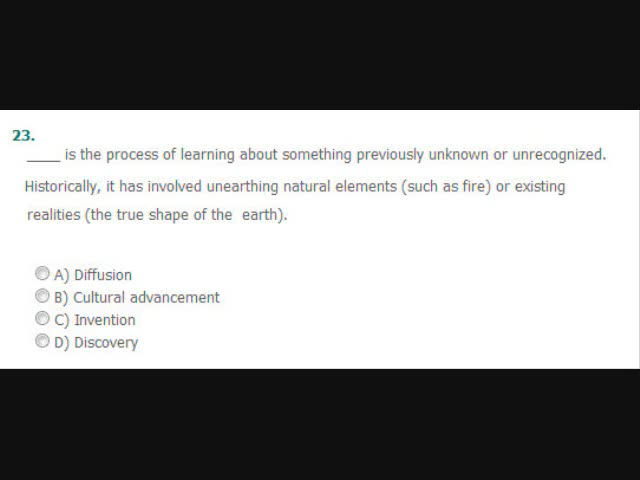 23.
____ is the process of learning about something previously unknown or unrecognized.
Historically, it has involved unearthing natural elements (such as fire) or existing
realities (the true shape of the earth).
A) Diffusion
B) Cultural advancement
C) Invention
D) Discovery